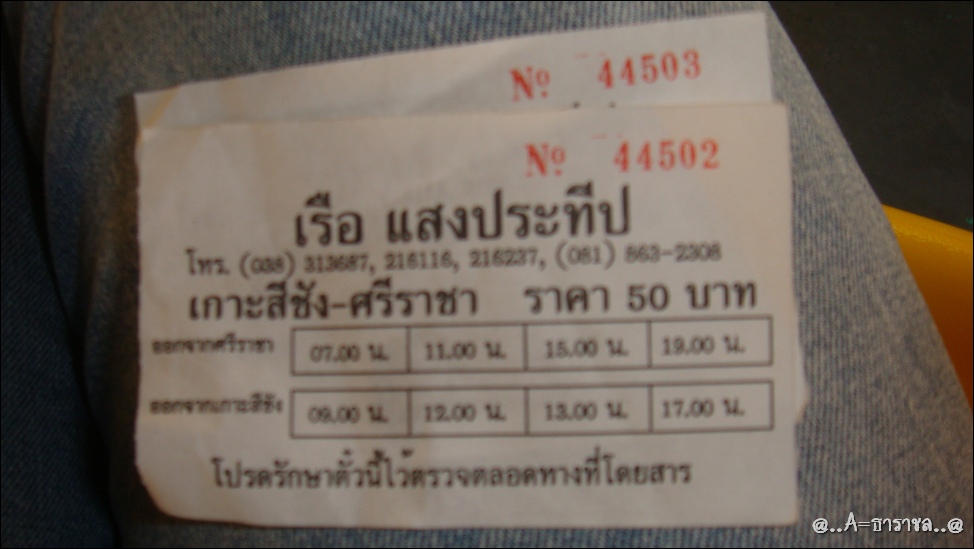 Nº 44503
Nº 44502
เรือ แสงประทีป
โทร. (038) 313687, 216116, 216237, (081) 863-2308
เกาะสีชัง-ศรีราชา ราคา 50 บาท
ออกจากศรีราชา 07.00 น. 11.00 น. 15.00 น. 19.00 น.
ออกจากเกาะสีชัง 09.00 น. 12.00 น. 13.00 น. 17.00 น.
โปรดรักษาตั๋วนี้ไว้ตรวจตลอดทางที่โดยสาร
@..A=ธาราชล..@